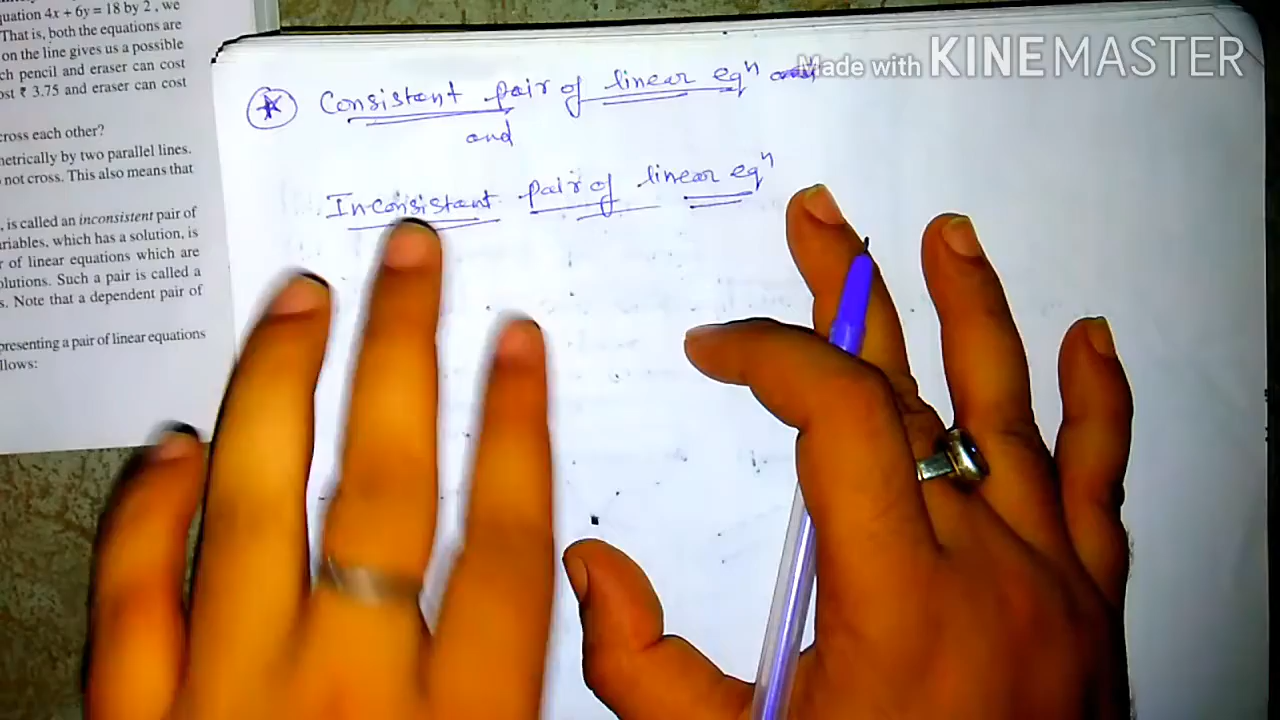 quation 4x + 6y = 18 by 2 , we
That is, both the equations are
on the line gives us a possible
ch pencil and eraser can cost
ost ₹ 3.75 and eraser can cost
cross each other?
netrically by two parallel lines.
not cross. This also means that
, is called an inconsistent pair of
riables, which has a solution, is
r of linear equations which are
olutions. Such a pair is called a
s. Note that a dependent pair of
presenting a pair of linear equations
llows:
Made with KINEMASTER
Consistant pair of linear eqⁿ
and
Inconsistant pair of linear eqⁿ